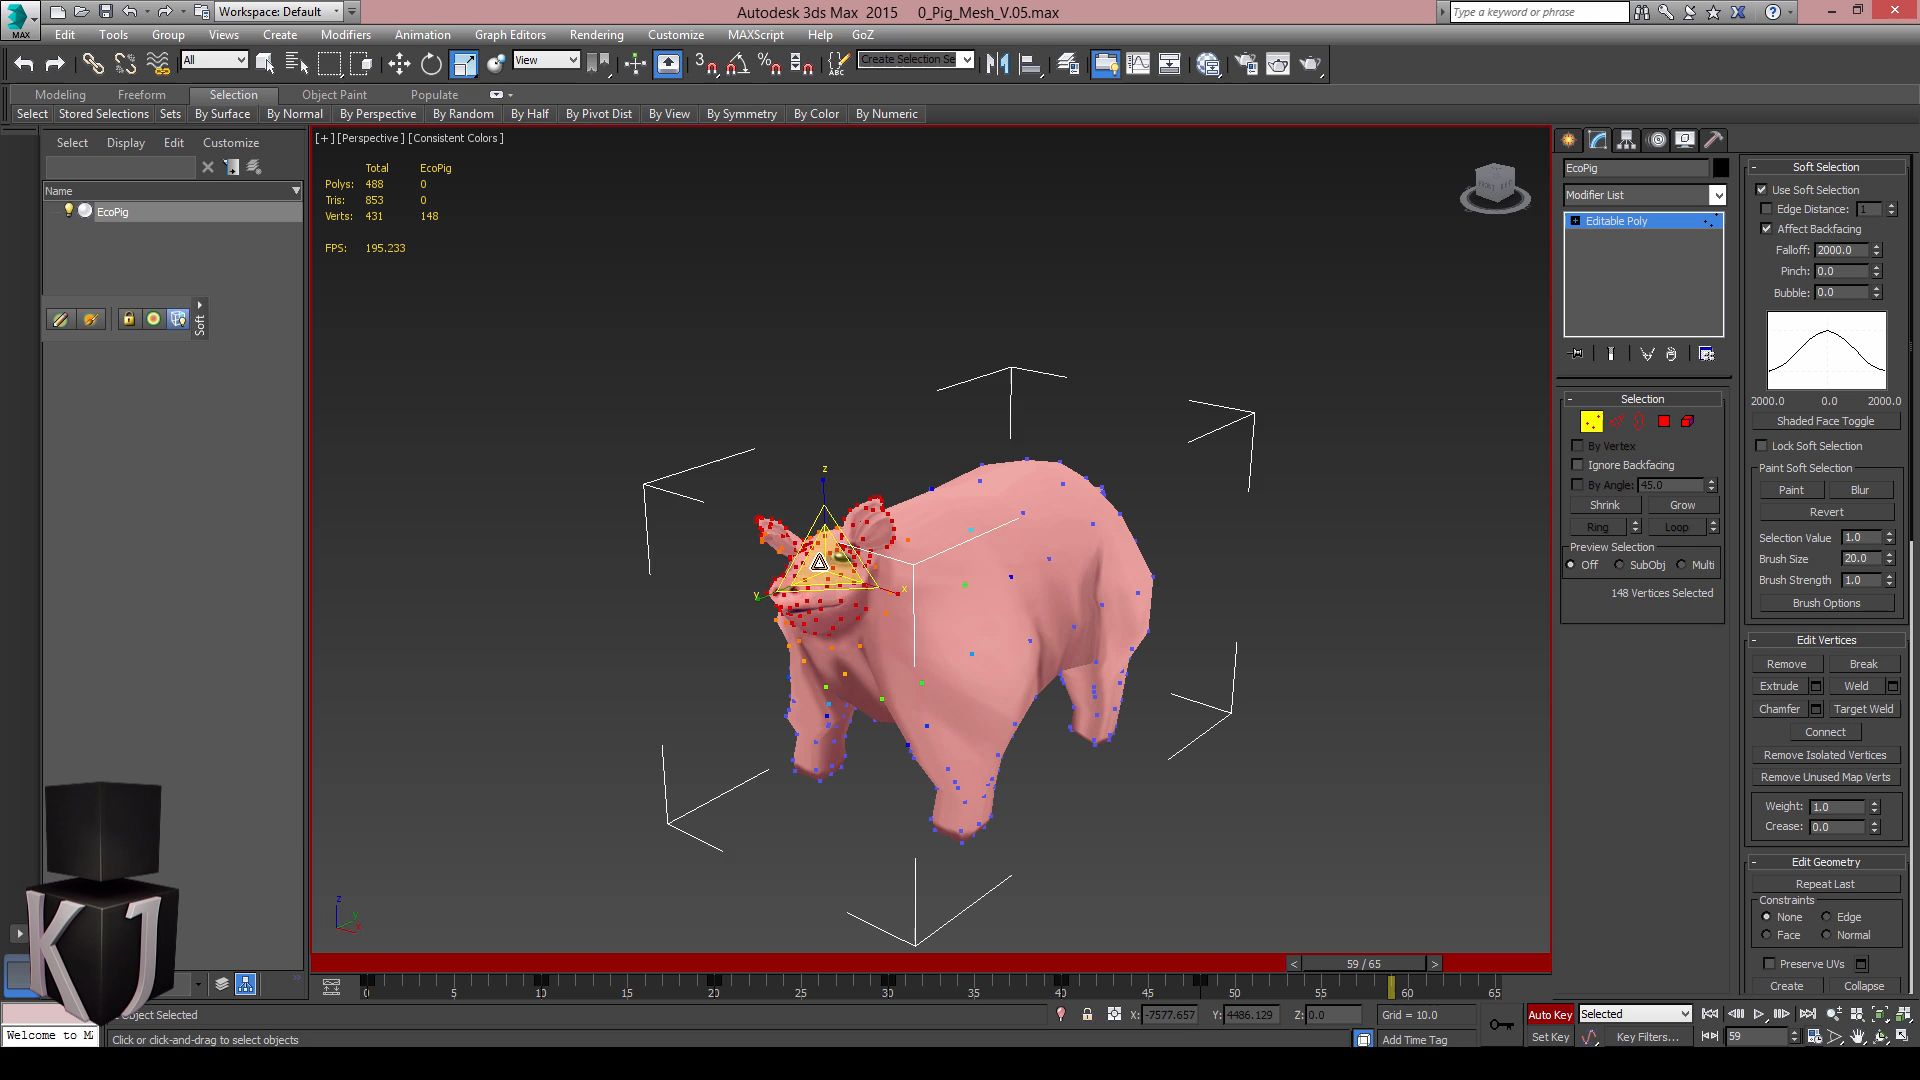 Workspace: Default
Autodesk 3ds Max 2015 0_Pig_Mesh_V.05.max
Type a keyword or phrase
MAX
Edit Tools Group Views Create Modifiers Animation Graph Editors Rendering Customize MAXScript Help GoZ
All
View
3
ABC
Create Selection Se
Modeling Freeform Selection Object Paint Populate
Select Stored Selections Sets By Surface By Normal By Perspective By Random By Half By Pivot Dist By View By Symmetry By Color By Numeric
Select Display Edit Customize
Name
EcoPig
Soft
[+] [Perspective] [Consistent Colors]
Total EcoPig
Polys: 488 0
Tris: 853 0
Verts: 431 148
FPS: 195.233
z
x
y
z
y
x
EcoPig
Modifier List
Editable Poly
Selection
By Vertex
Ignore Backfacing
By Angle: 45.0
Shrink Grow
Ring Loop
Preview Selection
Off SubObj Multi
148 Vertices Selected
Soft Selection
Use Soft Selection
Edge Distance: 1
Affect Backfacing
Falloff: 2000.0
Pinch: 0.0
Bubble: 0.0
2000.0 0.0 2000.0
Shaded Face Toggle
Lock Soft Selection
Paint Soft Selection
Paint Blur
Revert
Selection Value 1.0
Brush Size 20.0
Brush Strength 1.0
Brush Options
Edit Vertices
Remove Break
Extrude Weld
Chamfer Target Weld
Connect
Remove Isolated Vertices
Remove Unused Map Verts
Weight: 1.0
Crease: 0.0
Edit Geometry
Repeat Last
Constraints
None Edge
Face Normal
Preserve UVs
Create Collapse
KJ
< 59 / 65 >
0 5 10 15 20 25 30 35 40 45 50 55 60 65
Object Selected
X: -7577.657 Y: 4486.129 Z: 0.0 Grid = 10.0
Auto Key Selected
Welcome to M
Click or click-and-drag to select objects
Add Time Tag
Set Key Key Filters... 59